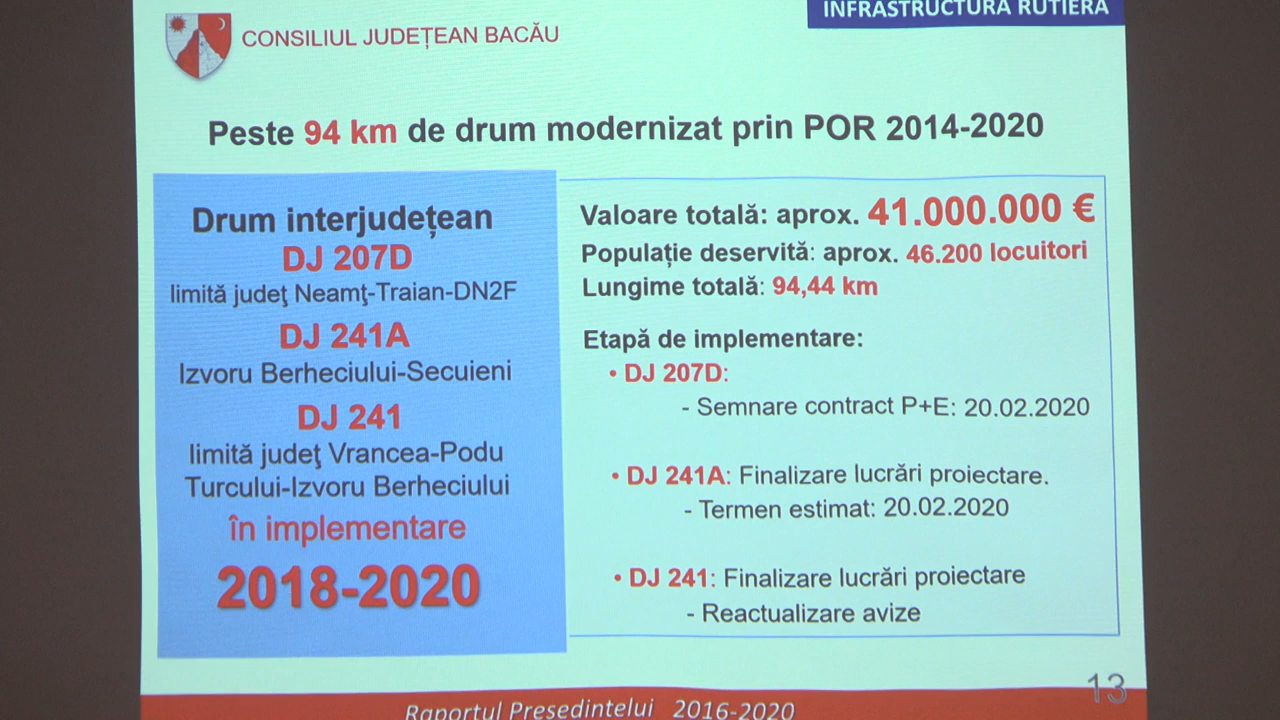 INFRASTRUCTURA RUTIERĂ
CONSILIUL JUDEȚEAN BACĂU
Peste 94 km de drum modernizat prin POR 2014-2020
Drum interjudețean
DJ 207D
limită judeţ Neamţ-Traian-DN2F
DJ 241A
Izvoru Berheciului-Secuieni
DJ 241
limită judeţ Vrancea-Podu
Turcului-Izvoru Berheciului
în implementare
2018-2020
Valoare totală: aprox. 41.000.000 €
Populație deservită: aprox. 46.200 locuitori
Lungime totală: 94,44 km
Etapă de implementare:
• DJ 207D:
- Semnare contract P+E: 20.02.2020
• DJ 241A: Finalizare lucrări proiectare.
- Termen estimat: 20.02.2020
• DJ 241: Finalizare lucrări proiectare
- Reactualizare avize
13
Raportul Președintelui 2016-2020